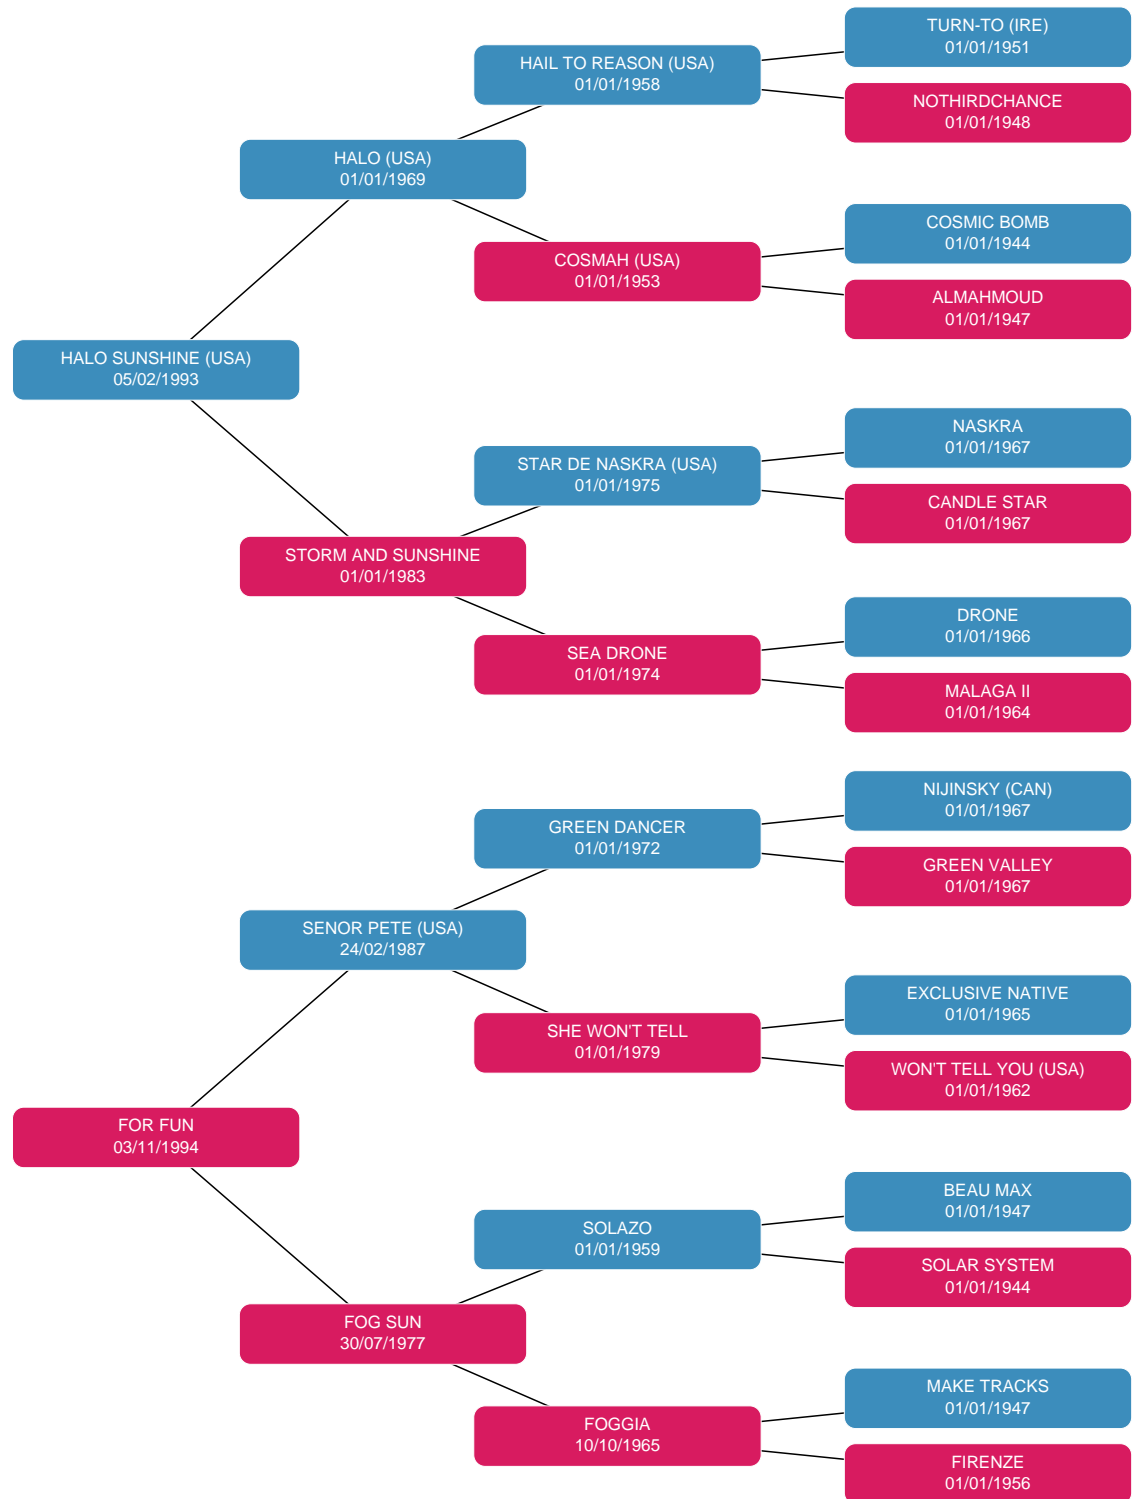 TURN-TO (IRE)
01/01/1951
HAIL TO REASON (USA)
01/01/1958
NOTHIRDCHANCE
01/01/1948
HALO (USA)
01/01/1969
COSMIC BOMB
01/01/1944
COSMAH (USA)
01/01/1953
ALMAHMOUD
01/01/1947
HALO SUNSHINE (USA)
05/02/1993
NASKRA
01/01/1967
STAR DE NASKRA (USA)
01/01/1975
CANDLE STAR
01/01/1967
STORM AND SUNSHINE
01/01/1983
DRONE
01/01/1966
SEA DRONE
01/01/1974
MALAGA II
01/01/1964
NIJINSKY (CAN)
01/01/1967
GREEN DANCER
01/01/1972
GREEN VALLEY
01/01/1967
SENOR PETE (USA)
24/02/1987
EXCLUSIVE NATIVE
01/01/1965
SHE WON'T TELL
01/01/1979
WON'T TELL YOU (USA)
01/01/1962
FOR FUN
03/11/1994
BEAU MAX
01/01/1947
SOLAZO
01/01/1959
SOLAR SYSTEM
01/01/1944
FOG SUN
30/07/1977
MAKE TRACKS
01/01/1947
FOGGIA
10/10/1965
FIRENZE
01/01/1956